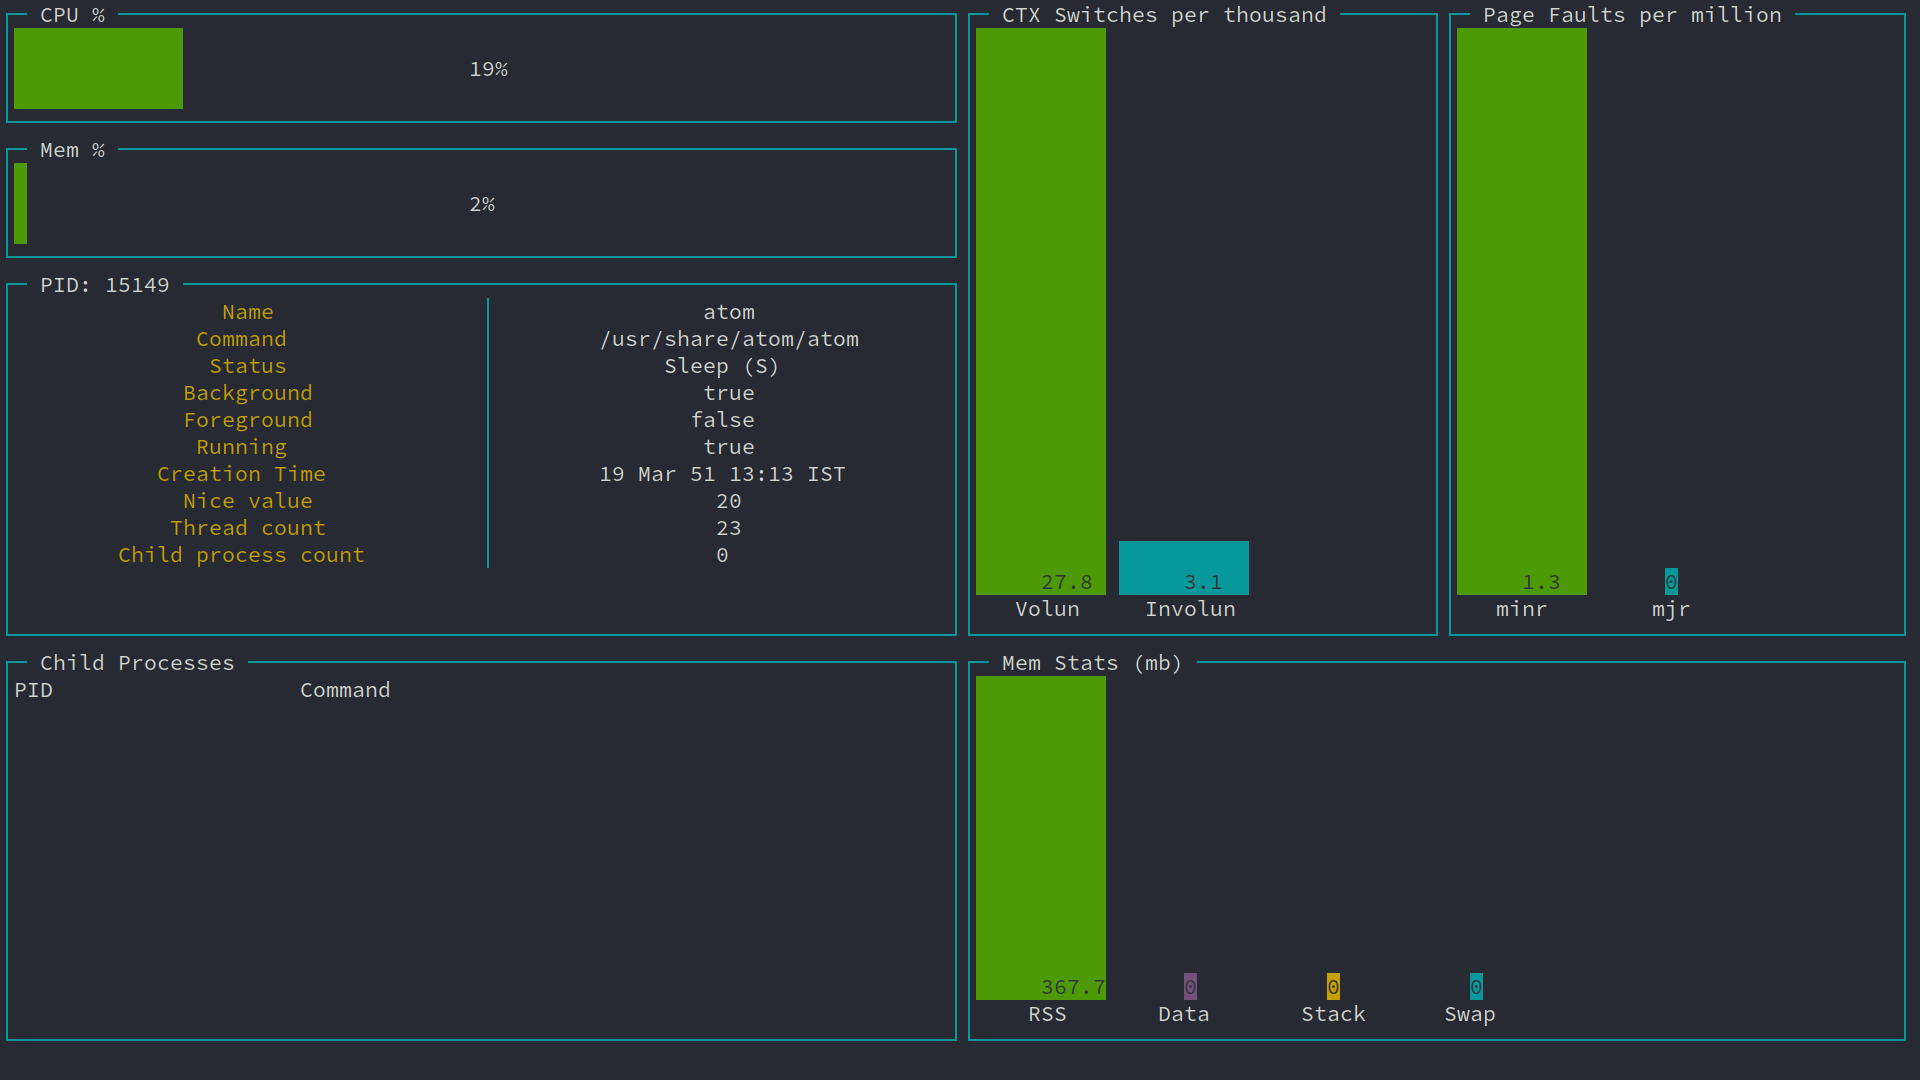 CPU %
19%
Mem %
2%
PID: 15149
Name atom
Command /usr/share/atom/atom
Status Sleep (S)
Background true
Foreground false
Running true
Creation Time 19 Mar 51 13:13 IST
Nice value 20
Thread count 23
Child process count 0
CTX Switches per thousand
27.8 3.1
Volun Involun
Page Faults per million
1.3 0
minr mjr
Child Processes
PID Command
Mem Stats (mb)
367.7 0 0 0
RSS Data Stack Swap